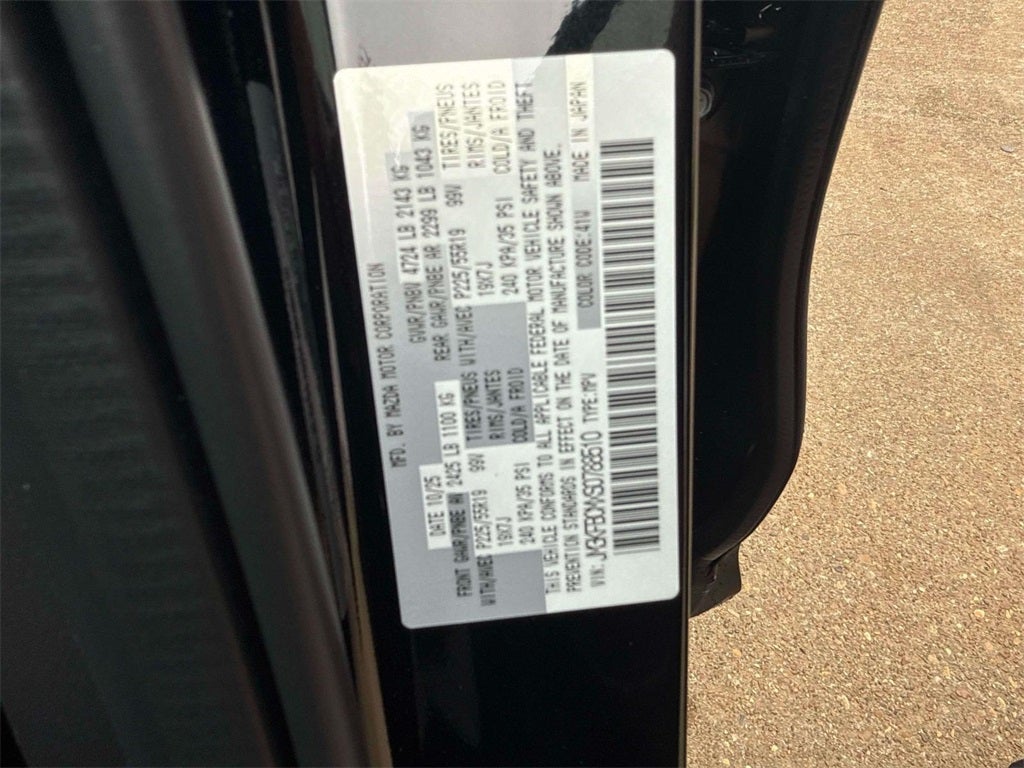 MFD. BY MAZDA MOTOR CORPORATION
DATE 10/25 GVWR/PNBV 4724 LB 2143 KG
FRONT GAWR/PNBE AV 2425 LB 1100 KG REAR GAWR/PNBE AR 2299 LB 1043 KG
WITH/AVEC P225/55R19 99V TIRES/PNEUS WITH/AVEC P225/55R19 99V TIRES/PNEUS
19X7J RIMS/JANTES 19X7J RIMS/JANTES
240 KPA/35 PSI COLD/A FROID 240 KPA/35 PSI COLD/A FROID
THIS VEHICLE CONFORMS TO ALL APPLICABLE FEDERAL MOTOR VEHICLE SAFETY AND THEFT
PREVENTION STANDARDS IN EFFECT ON THE DATE OF MANUFACTURE SHOWN ABOVE.
COLOR CODE:41W MADE IN JAPAN
VIN: TYPE:MPV